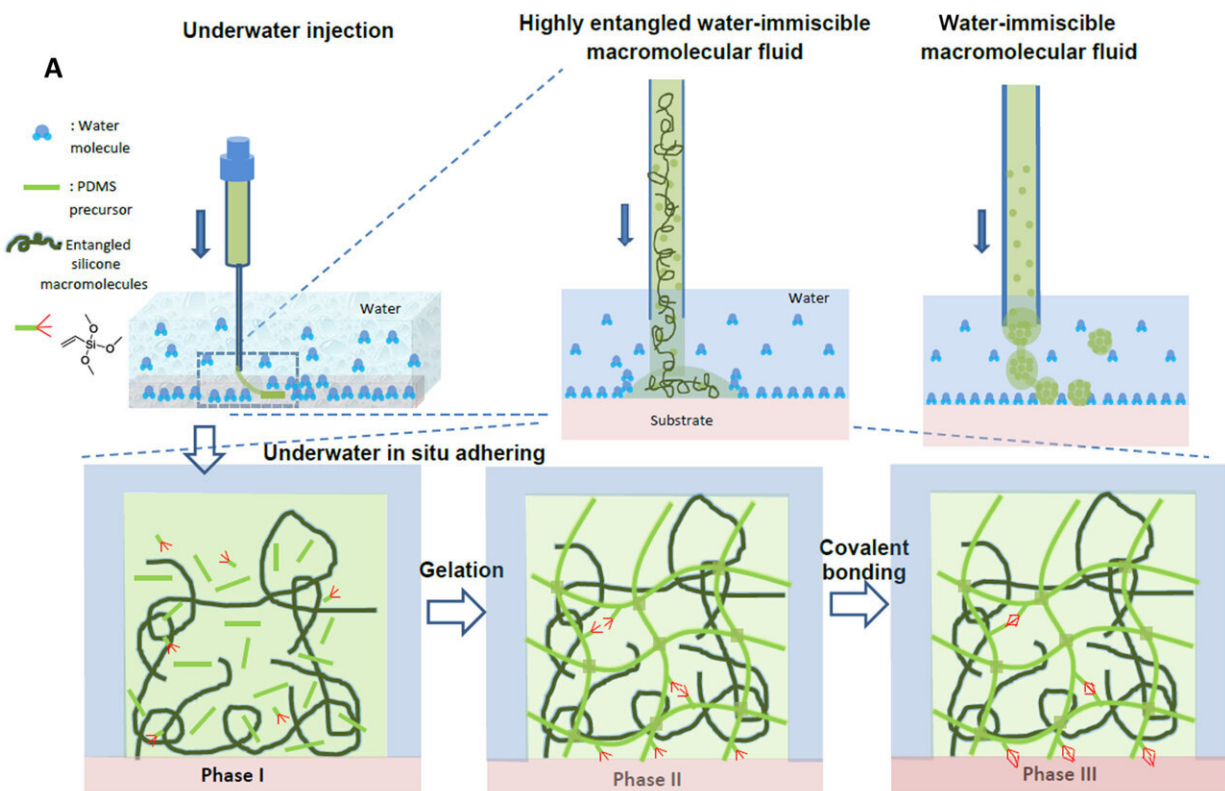 Underwater injection
Highly entangled water-immiscible
macromolecular fluid
Water-immiscible
macromolecular fluid
A
: Water
molecule
: PDMS
precursor
: Entangled
silicone
macromolecules
O
Si
O
O
Water
Water
Substrate
Underwater in situ adhering
Gelation
Covalent
bonding
Phase I
Phase II
Phase III